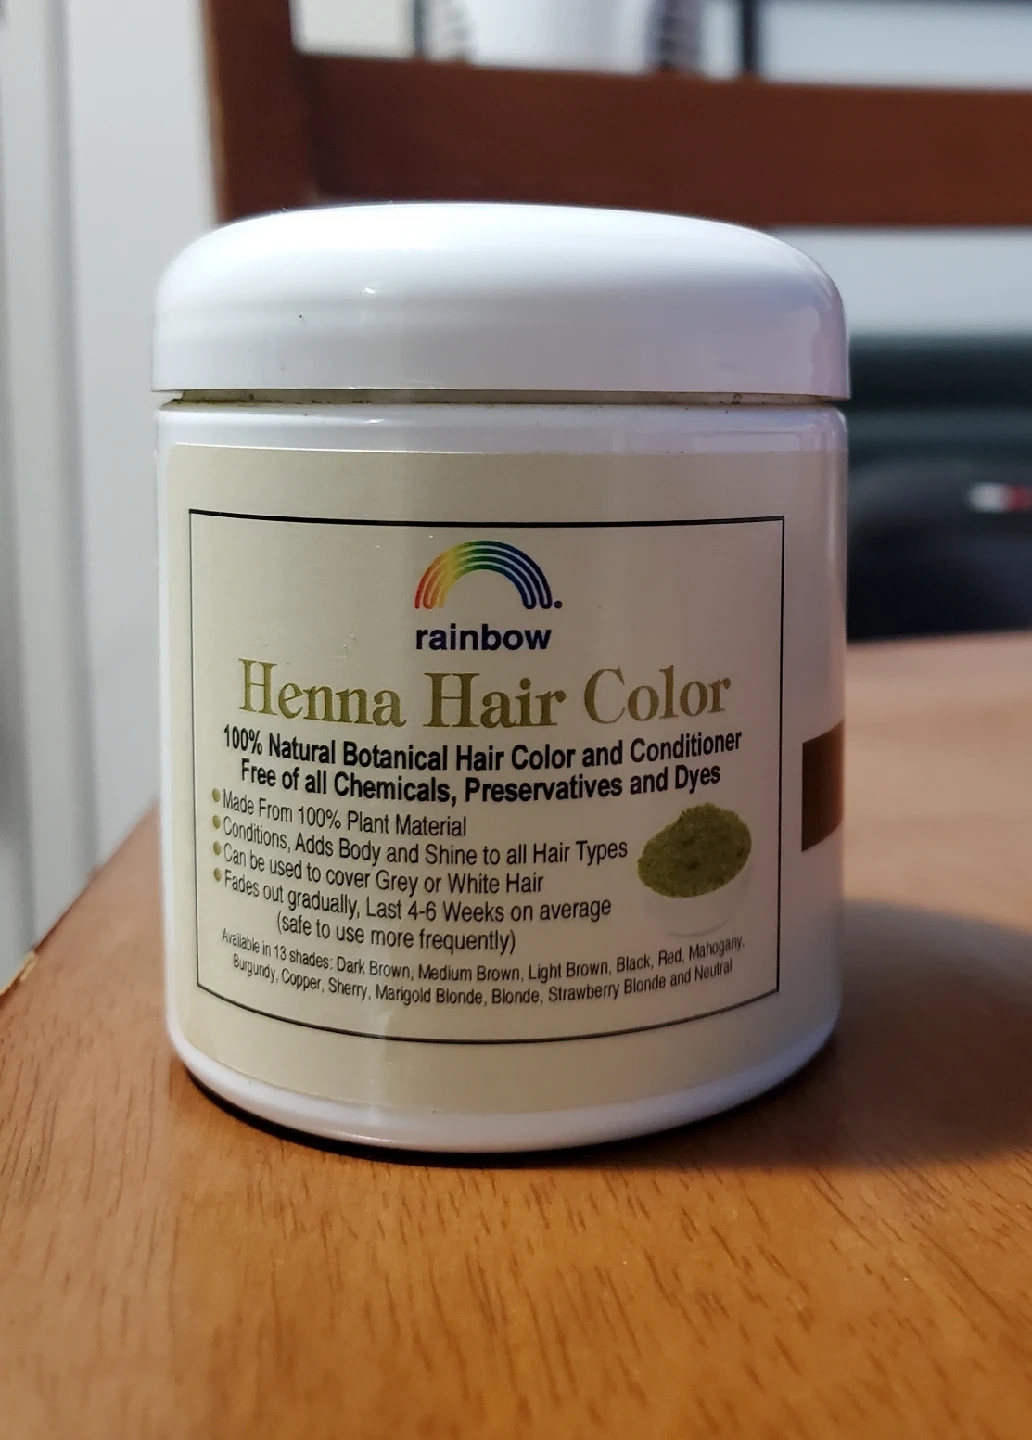 rainbow
Henna Hair Color
100% Natural Botanical Hair Color and Conditioner
Free of all Chemicals, Preservatives and Dyes
Made From 100% Plant Material
Conditions, Adds Body and Shine to all Hair Types
Can be used to cover Grey or White Hair
Fades out gradually, Last 4-6 Weeks on average
(safe to use more frequently)
Available in 13 shades: Dark Brown, Medium Brown, Light Brown, Black, Red, Mahogany,
Burgundy, Copper, Sherry, Marigold Blonde, Blonde, Strawberry Blonde and Neutral